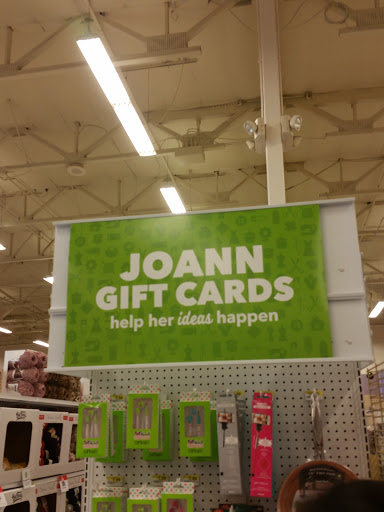 JOANN
GIFT CARDS
help her ideas happen